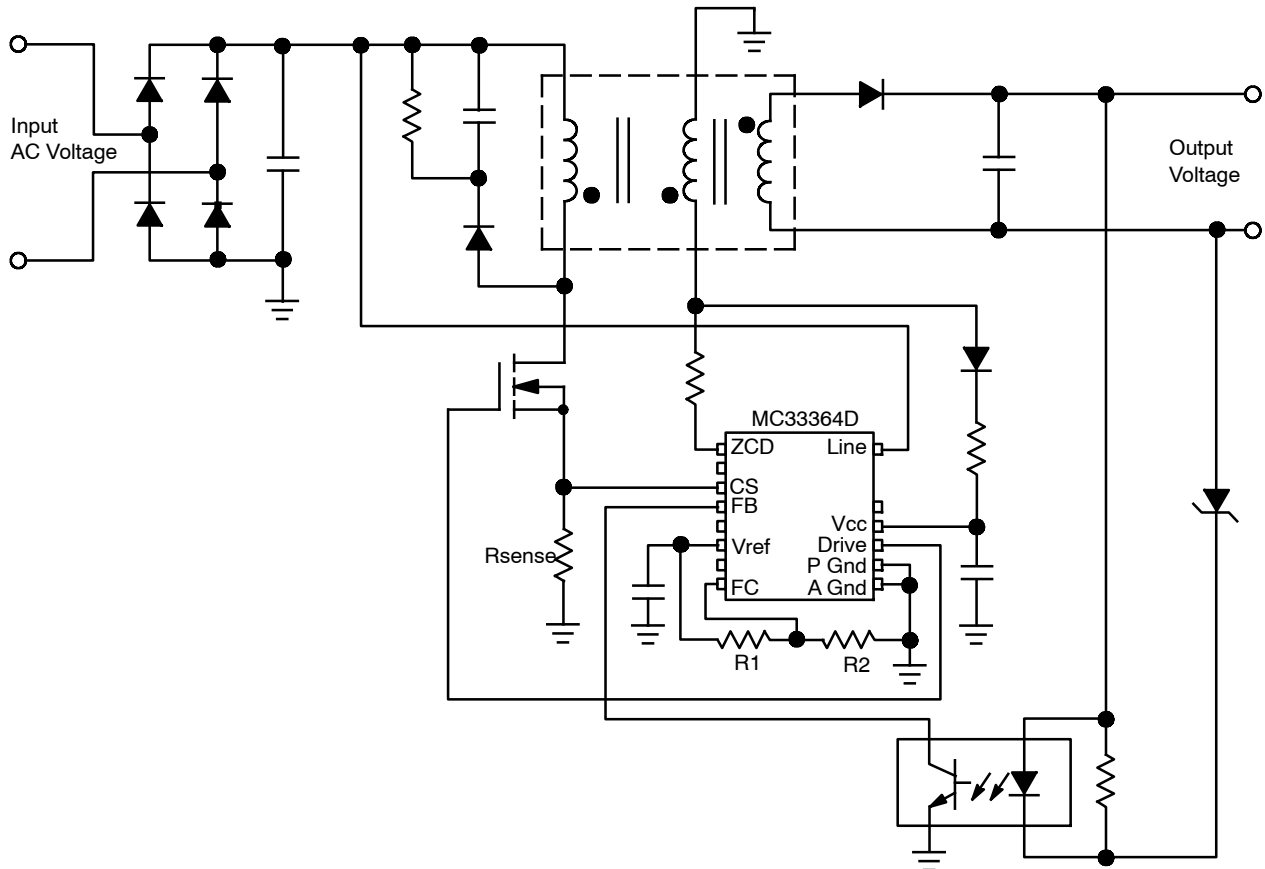 Input
AC Voltage
Output
Voltage
MC33364D
ZCD
Line
CS
FB
Vcc
Vref
Drive
P Gnd
FC
A Gnd
Rsense
R1
R2